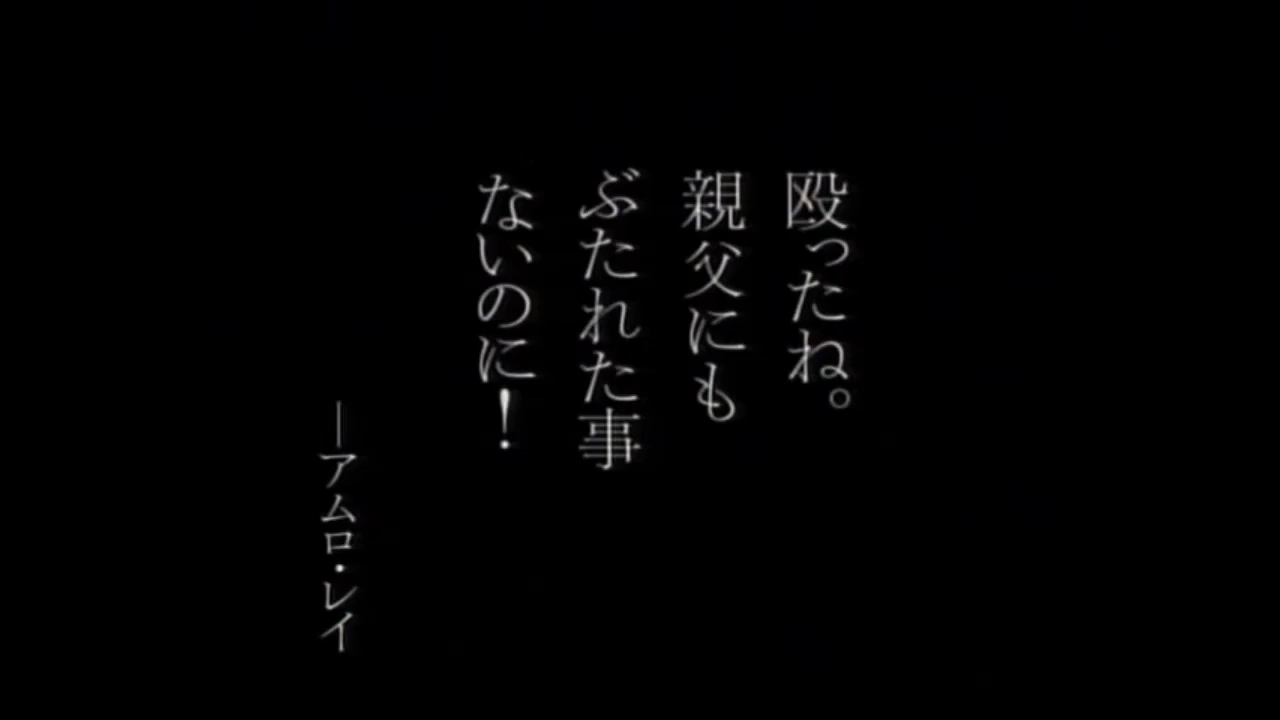 殴ったね。
親父にも
ぶたれた事
ないのに!
―アムロ・レイ